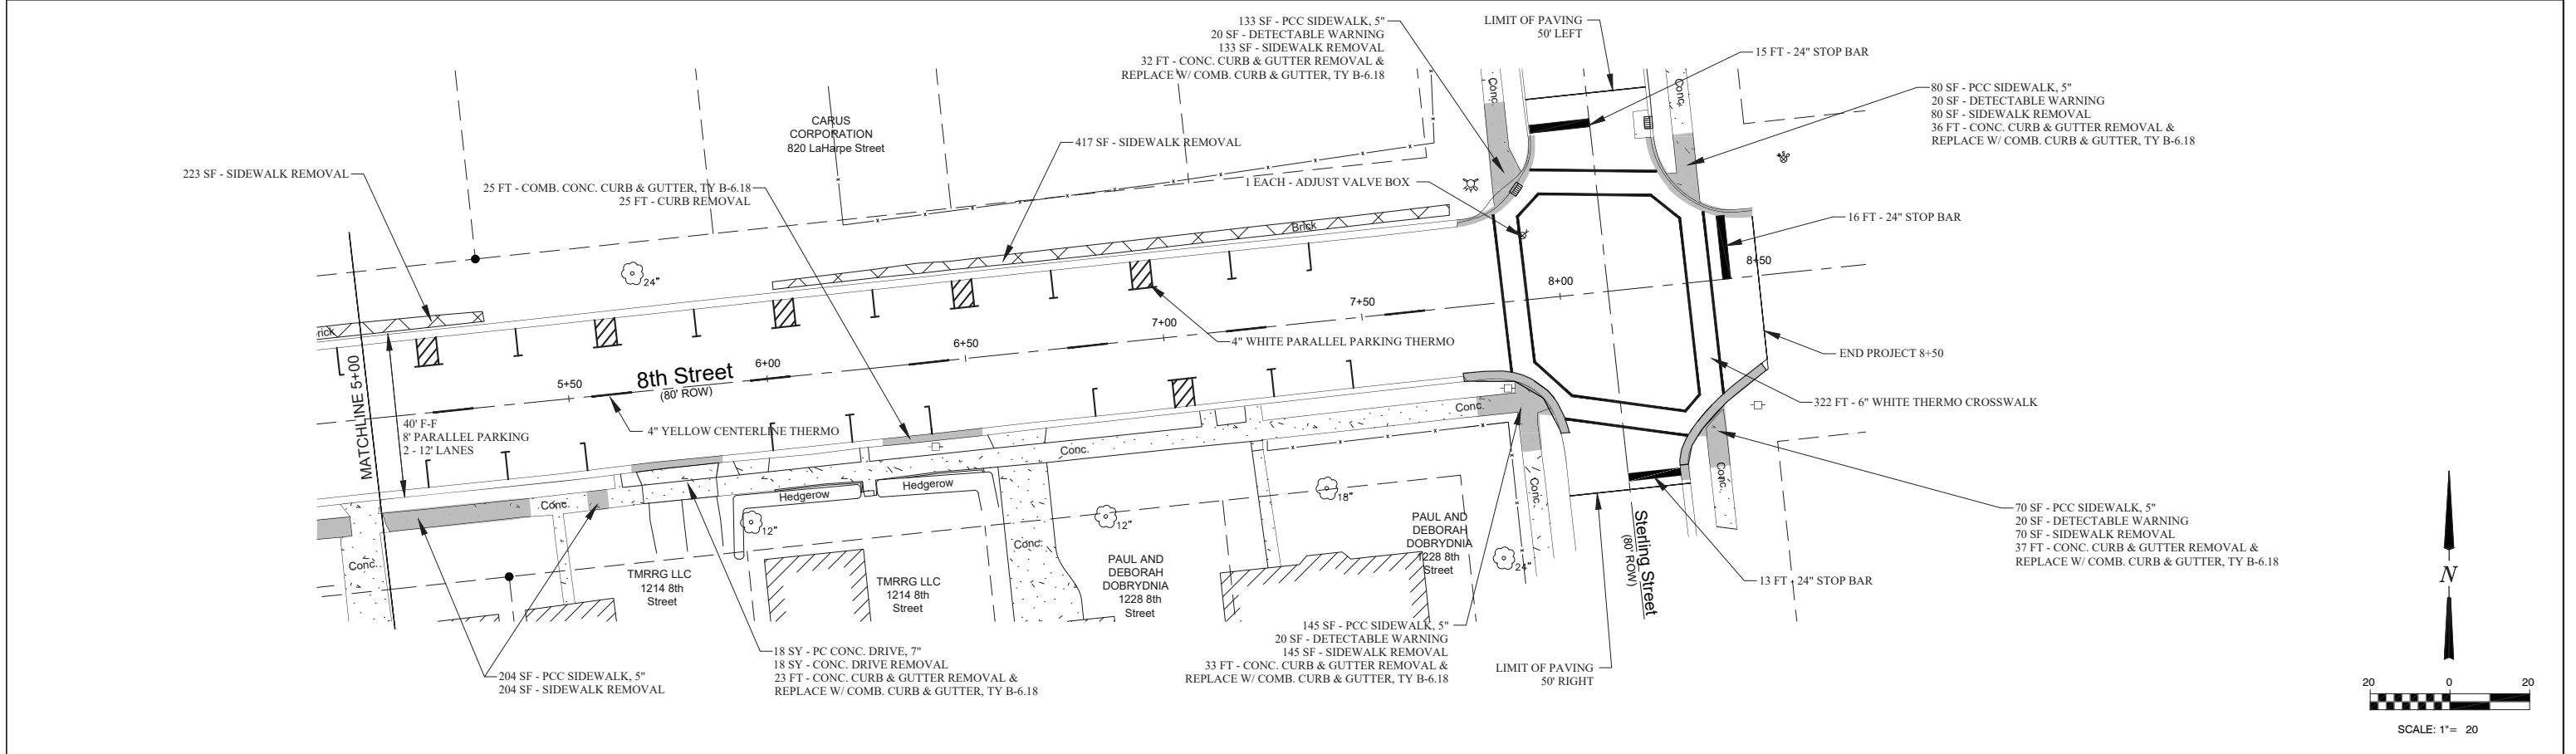 133 SF - PCC SIDEWALK, 5"
20 SF - DETECTABLE WARNING
133 SF - SIDEWALK REMOVAL
32 FT - CONC. CURB & GUTTER REMOVAL &
REPLACE W/ COMB. CURB & GUTTER, TY B-6.18
LIMIT OF PAVING
50' LEFT
15 FT - 24" STOP BAR
80 SF - PCC SIDEWALK, 5"
20 SF - DETECTABLE WARNING
80 SF - SIDEWALK REMOVAL
36 FT - CONC. CURB & GUTTER REMOVAL &
REPLACE W/ COMB. CURB & GUTTER, TY B-6.18
Conc.
Conc.
CARUS
CORPORATION
820 LaHarpe Street
417 SF - SIDEWALK REMOVAL
223 SF - SIDEWALK REMOVAL
25 FT - COMB. CONC. CURB & GUTTER, TY B-6.18
25 FT - CURB REMOVAL
1 EACH - ADJUST VALVE BOX
16 FT - 24" STOP BAR
Brick
24"
8+50
8+00
7+50
7+00
6+50
6+00
5+50
rick
MATCHLINE 5+00
8th Street
(80' ROW)
4" WHITE PARALLEL PARKING THERMO
END PROJECT 8+50
322 FT - 6" WHITE THERMO CROSSWALK
40' F-F
8' PARALLEL PARKING
2 - 12' LANES
4" YELLOW CENTERLINE THERMO
Conc.
Conc.
Conc.
Hedgerow
Hedgerow
Conc.
Conc.
Conc.
Conc.
12"
12"
18"
24"
TMRRG LLC
1214 8th
Street
TMRRG LLC
1214 8th
Street
PAUL AND
DEBORAH
DOBRYDNIA
1228 8th
Street
PAUL AND
DEBORAH
DOBRYDNIA
1228 8th
Street
Sterling Street
(80' ROW)
70 SF - PCC SIDEWALK, 5"
20 SF - DETECTABLE WARNING
70 SF - SIDEWALK REMOVAL
37 FT - CONC. CURB & GUTTER REMOVAL &
REPLACE W/ COMB. CURB & GUTTER, TY B-6.18
13 FT - 24" STOP BAR
145 SF - PCC SIDEWALK, 5"
20 SF - DETECTABLE WARNING
145 SF - SIDEWALK REMOVAL
33 FT - CONC. CURB & GUTTER REMOVAL &
REPLACE W/ COMB. CURB & GUTTER, TY B-6.18
LIMIT OF PAVING
50' RIGHT
18 SY - PC CONC. DRIVE, 7"
18 SY - CONC. DRIVE REMOVAL
23 FT - CONC. CURB & GUTTER REMOVAL &
REPLACE W/ COMB. CURB & GUTTER, TY B-6.18
204 SF - PCC SIDEWALK, 5"
204 SF - SIDEWALK REMOVAL
N
20 0 20
SCALE: 1"= 20